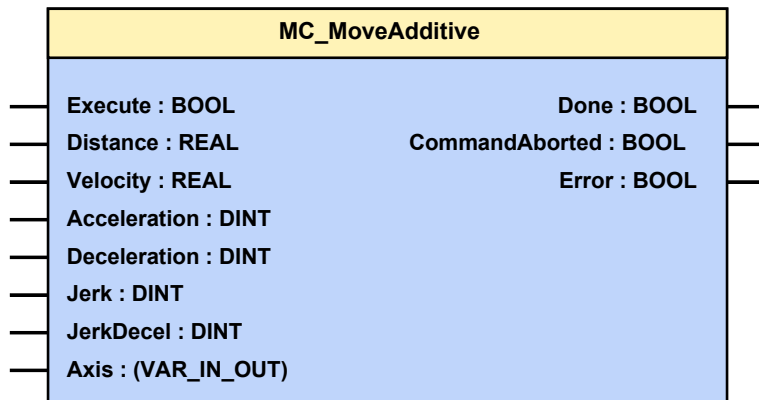 MC_MoveAdditive
Execute : BOOL Done : BOOL
Distance : REAL CommandAborted : BOOL
Velocity : REAL Error : BOOL
Acceleration : DINT
Deceleration : DINT
Jerk : DINT
JerkDecel : DINT
Axis : (VAR_IN_OUT)